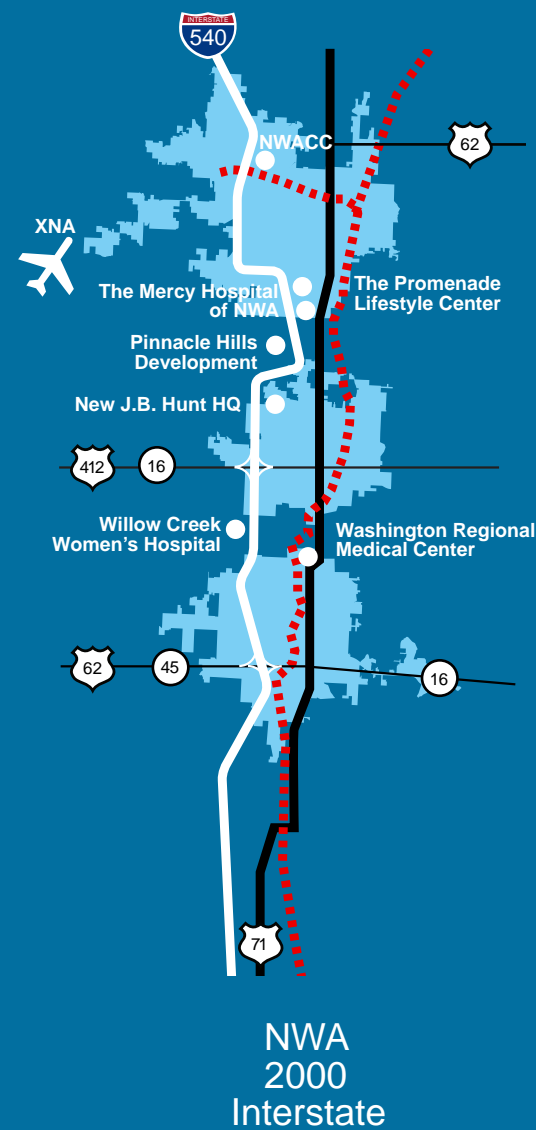 INTERSTATE
540
NWACC
62
XNA
The Mercy Hospital
of NWA
The Promenade
Lifestyle Center
Pinnacle Hills
Development
New J.B. Hunt HQ
412
16
Willow Creek
Women's Hospital
Washington Regional
Medical Center
62
45
16
71
NWA
2000
Interstate